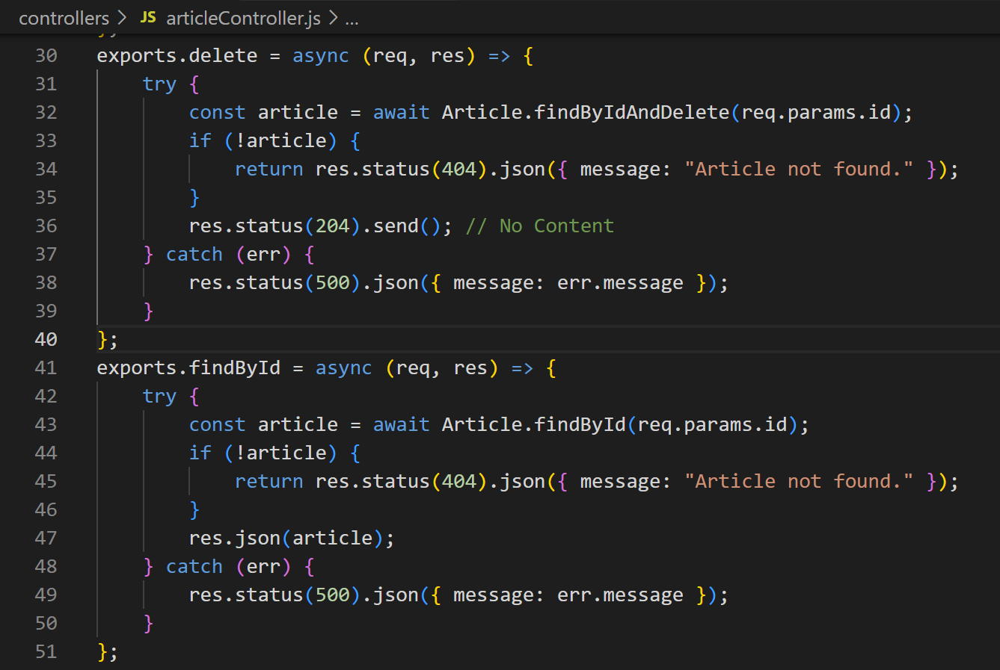 controllers > JS articleController.js > ...
30 exports.delete = async (req, res) => {
31     try {
32         const article = await Article.findByIdAndDelete(req.params.id);
33         if (!article) {
34             return res.status(404).json({ message: "Article not found." });
35         }
36         res.status(204).send(); // No Content
37     } catch (err) {
38         res.status(500).json({ message: err.message });
39     }
40 };
41 exports.findById = async (req, res) => {
42     try {
43         const article = await Article.findById(req.params.id);
44         if (!article) {
45             return res.status(404).json({ message: "Article not found." });
46         }
47         res.json(article);
48     } catch (err) {
49         res.status(500).json({ message: err.message });
50     }
51 };